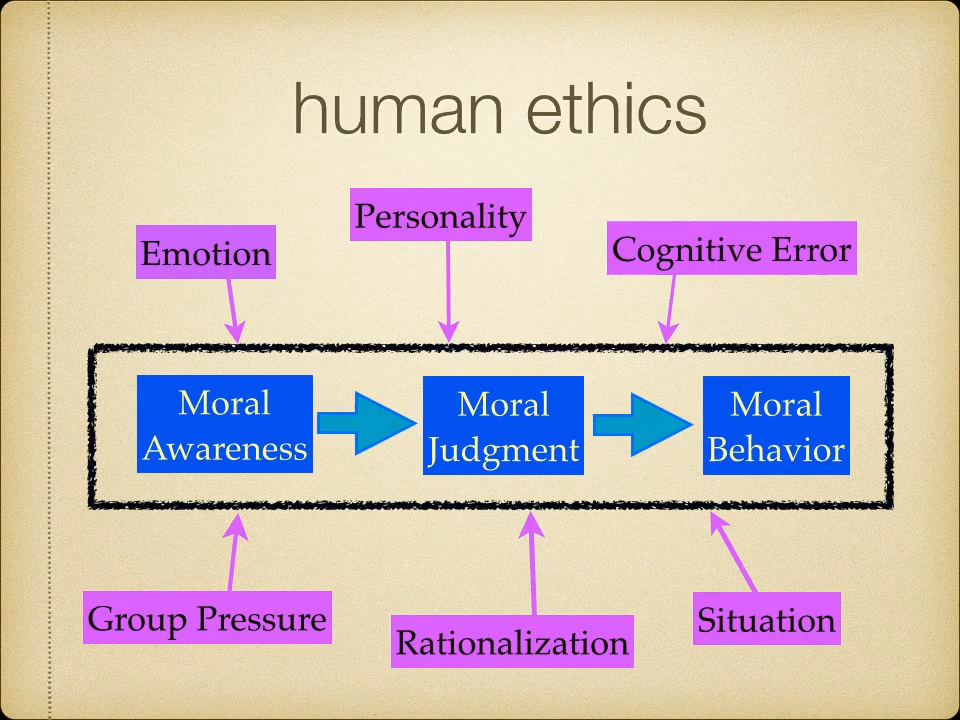 human ethics
Personality
Emotion
Cognitive Error
Moral
Awareness
Moral
Judgment
Moral
Behavior
Group Pressure
Rationalization
Situation